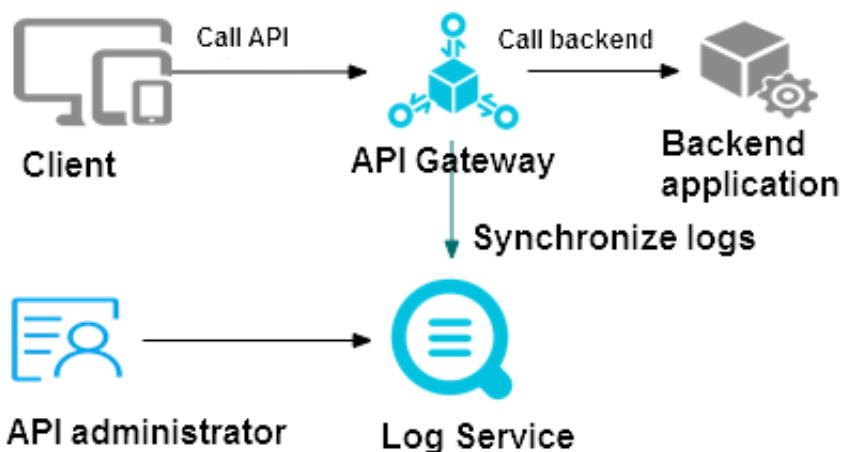 Call API
Call backend
Client
API Gateway
Backend
application
Synchronize logs
API administrator
Log Service